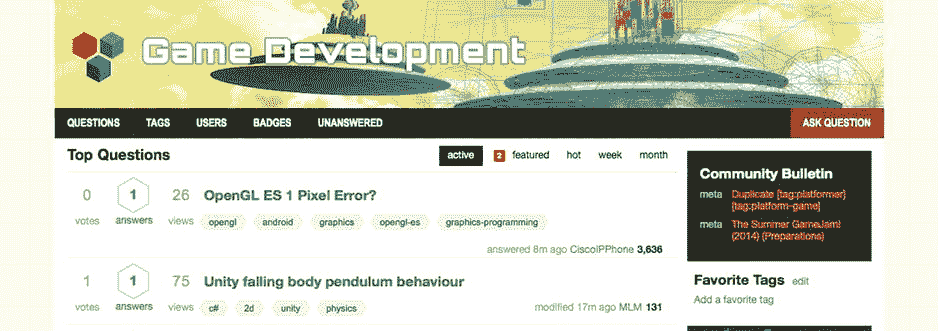 Game Development
QUESTIONS TAGS USERS BADGES UNANSWERED ASK QUESTION
Top Questions active 2 featured hot week month
0 votes 1 answers 26 views OpenGL ES 1 Pixel Error?
opengl android graphics opengl-es graphics-programming
answered 8m ago CiscoIPPhone 3,636
1 votes 1 answers 75 views Unity falling body pendulum behaviour
c# 2d unity physics modified 17m ago MLM 131
Community Bulletin
meta Duplicate [tag:platformer]
[tag:platform-game]
meta The Summer GameJam!
(2014) (Preparations)
Favorite Tags edit
Add a favorite tag